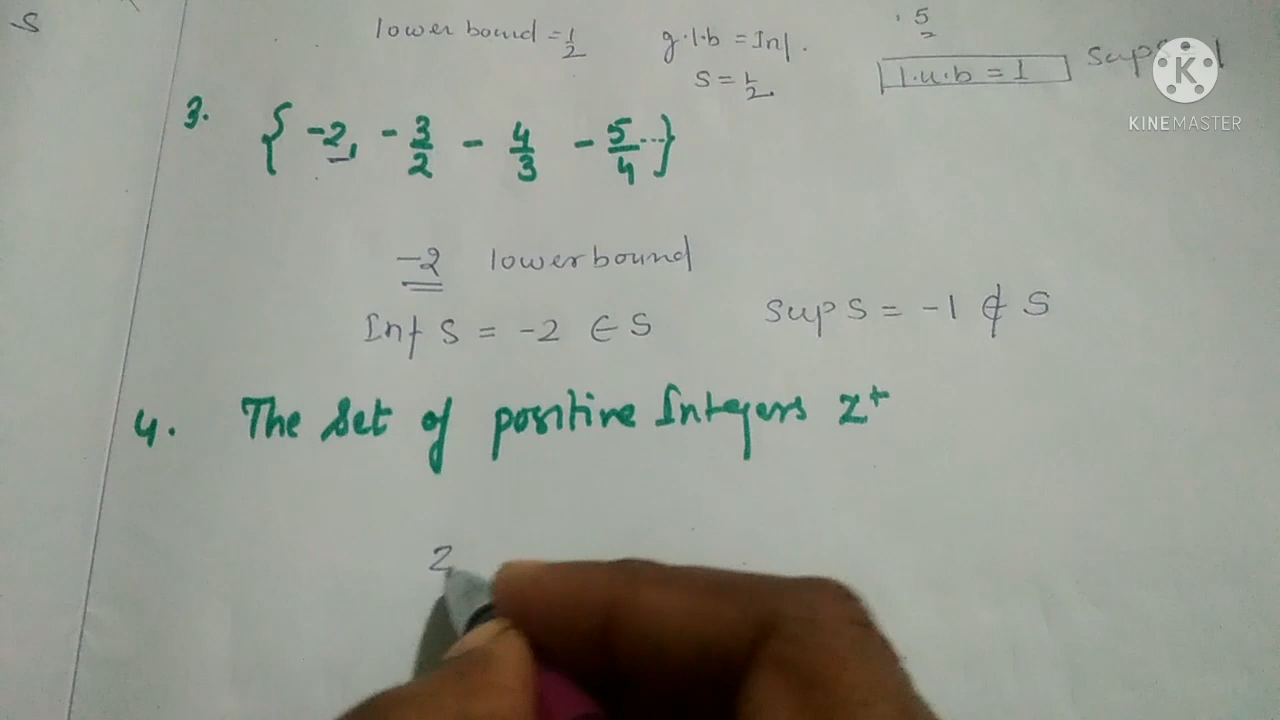 S
lower bound = 1/2 g.l.b = Inf. 5
S = 1/2 l.u.b = 1
KINEMASTER
3. { -2, - 3/2 - 4/3 - 5/4 ... }
-2 lowerbound
Inf S = -2 ∈ S Sup S = -1 ∉ S
4. The Set of positive Integers Z+
Z